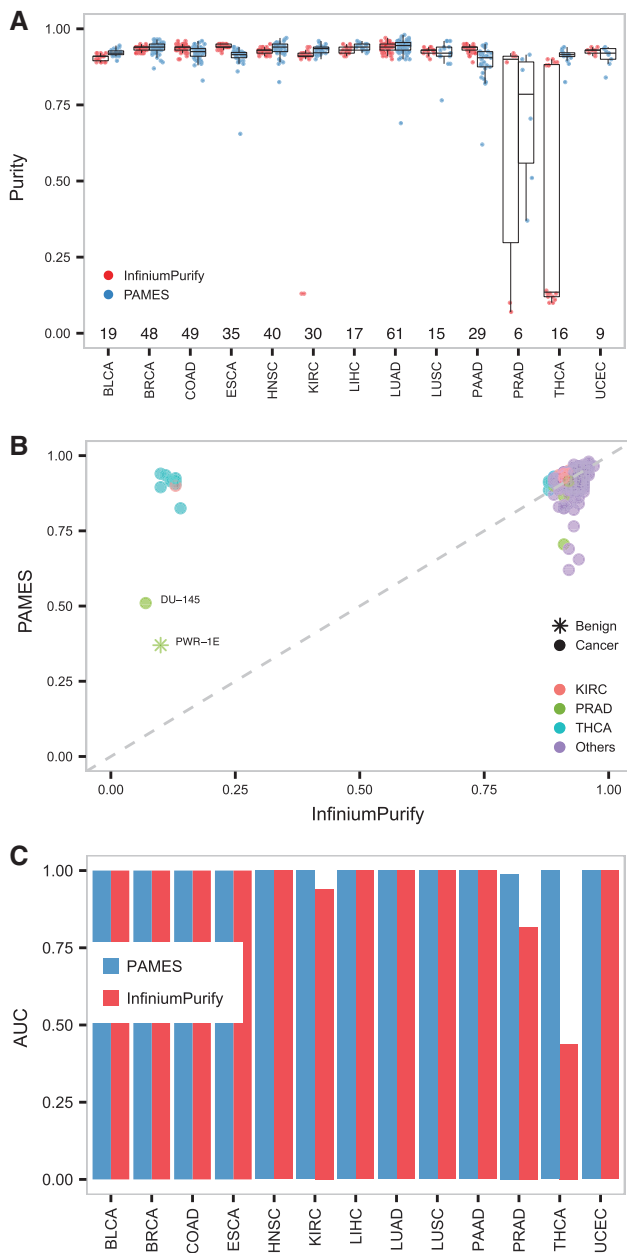 A
1.00
0.75
0.50
0.25
0.00
Purity
InfiniumPurify
PAMES
19 48 49 35 40 30 17 61 15 29 6 16 9
BLCA BRCA COAD ESCA HNSC KIRC LIHC LUAD LUSC PAAD PRAD THCA UCEC
B
1.00
0.75
0.50
0.25
0.00
PAMES
DU−145
PWR−1E
Benign
Cancer
KIRC
PRAD
THCA
Others
0.00 0.25 0.50 0.75 1.00
InfiniumPurify
C
1.00
0.75
0.50
0.25
0.00
AUC
PAMES
InfiniumPurify
BLCA BRCA COAD ESCA HNSC KIRC LIHC LUAD LUSC PAAD PRAD THCA UCEC